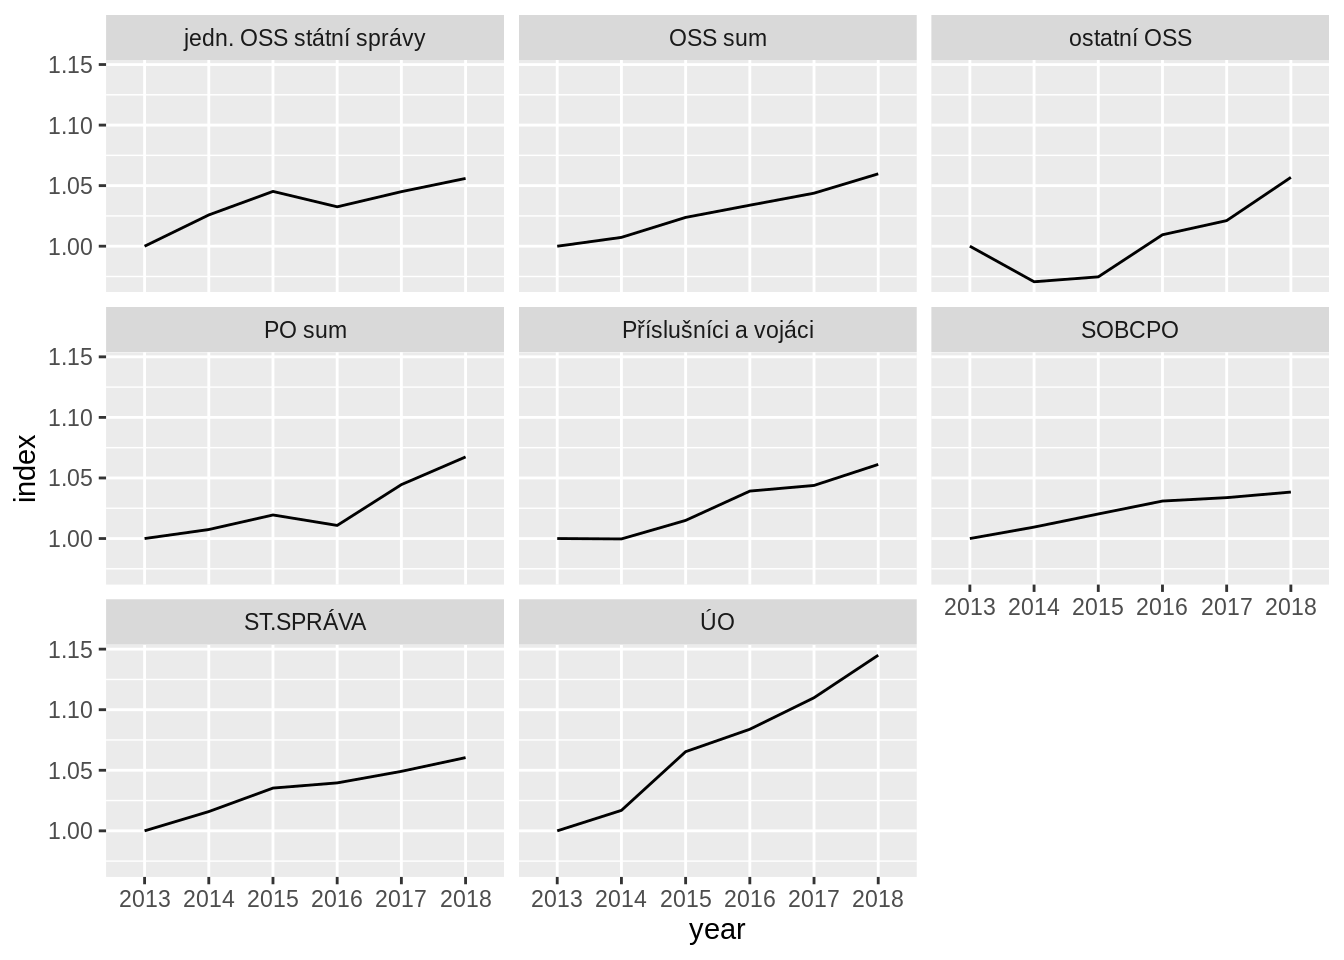 jedn. OSS státní správy
OSS sum
ostatní OSS
1.15
1.10
1.05
1.00
PO sum
Příslušníci a vojáci
SOBCPO
1.15
1.10
1.05
1.00
index
2013 2014 2015 2016 2017 2018
ST.SPRÁVA
ÚO
1.15
1.10
1.05
1.00
2013 2014 2015 2016 2017 2018
2013 2014 2015 2016 2017 2018
year